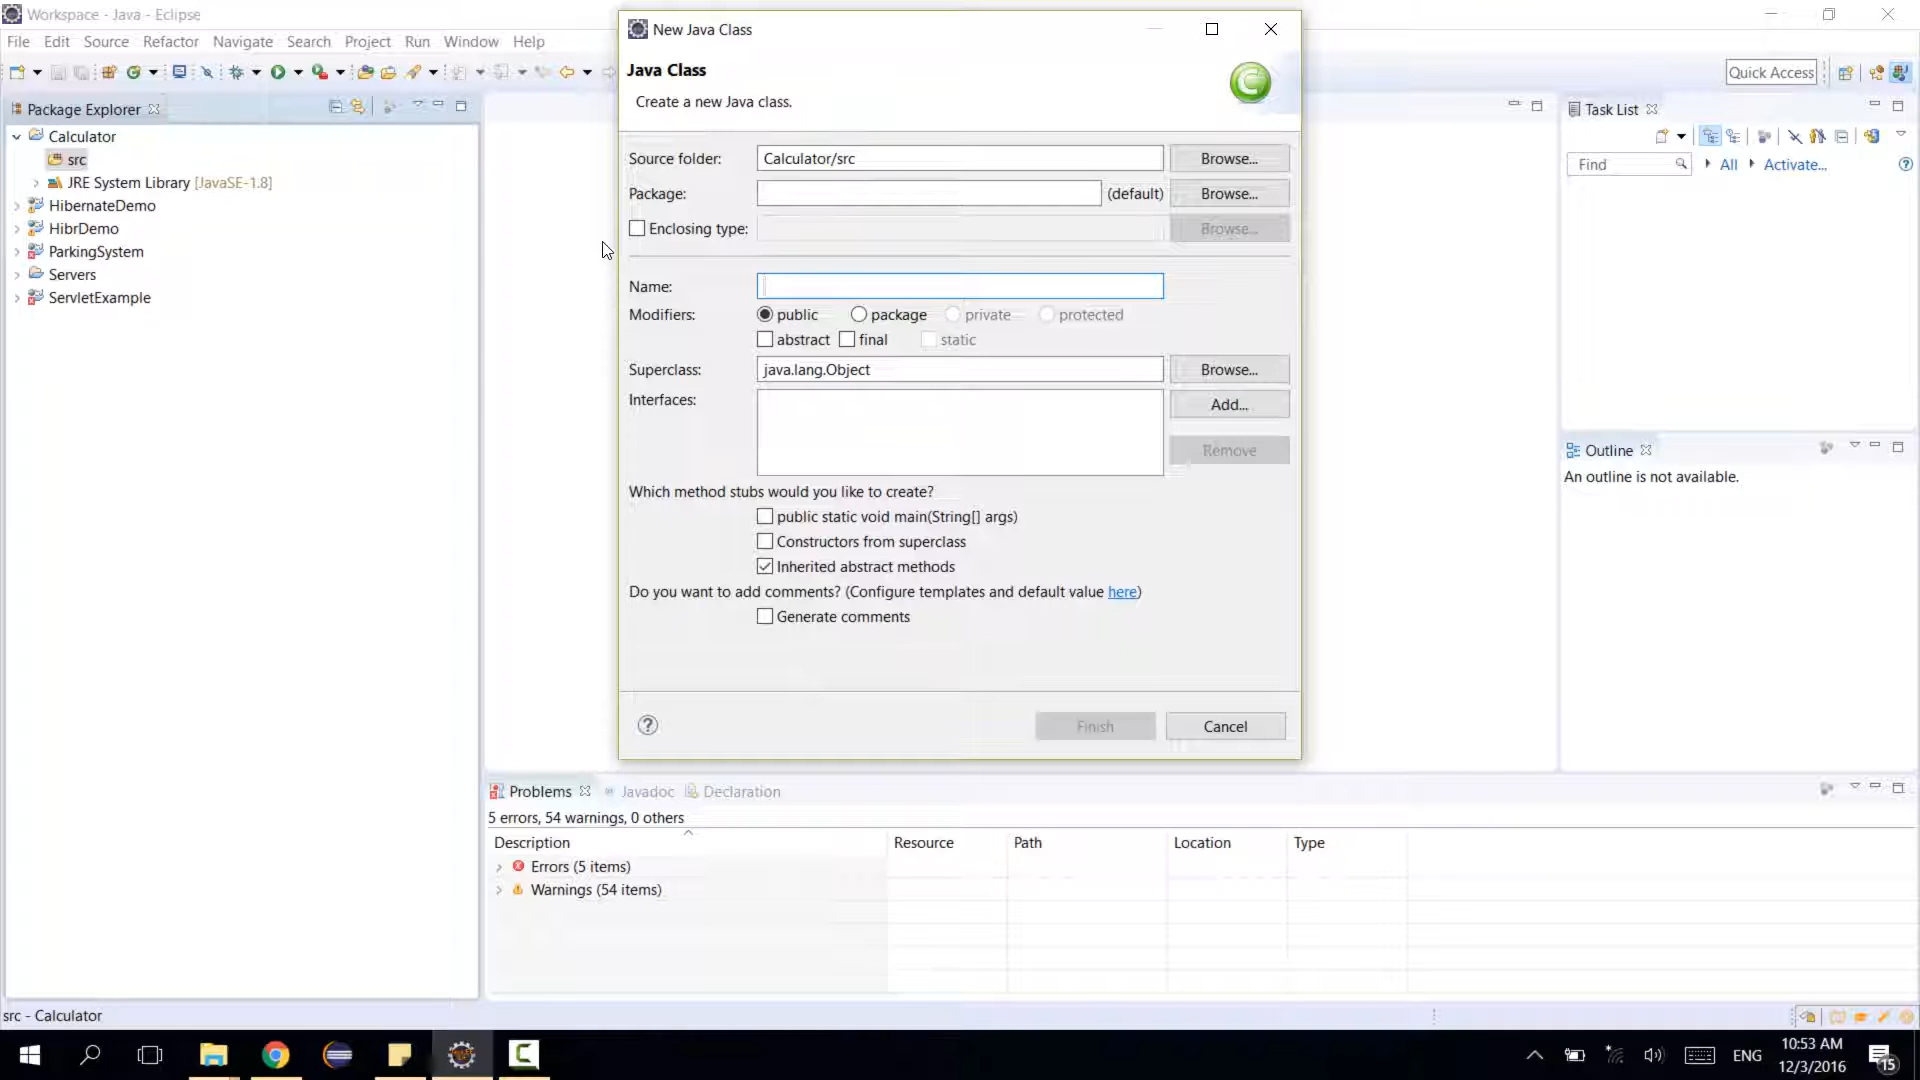 Workspace - Java - Eclipse
File Edit Source Refactor Navigate Search Project Run Window Help
Quick Access
Package Explorer
Calculator
src
JRE System Library [JavaSE-1.8]
HibernateDemo
HibrDemo
ParkingSystem
Servers
ServletExample
New Java Class
Java Class
Create a new Java class.
Source folder: Calculator/src Browse...
Package: (default) Browse...
Enclosing type: Browse...
Name:
Modifiers: public package private protected
abstract final static
Superclass: java.lang.Object Browse...
Interfaces: Add...
Remove
Which method stubs would you like to create?
public static void main(String[] args)
Constructors from superclass
Inherited abstract methods
Do you want to add comments? (Configure templates and default value here)
Generate comments
Finish Cancel
Task List
Find All Activate...
Outline
An outline is not available.
Problems Javadoc Declaration
5 errors, 54 warnings, 0 others
Description Resource Path Location Type
Errors (5 items)
Warnings (54 items)
src - Calculator
ENG
10:53 AM
12/3/2016
15